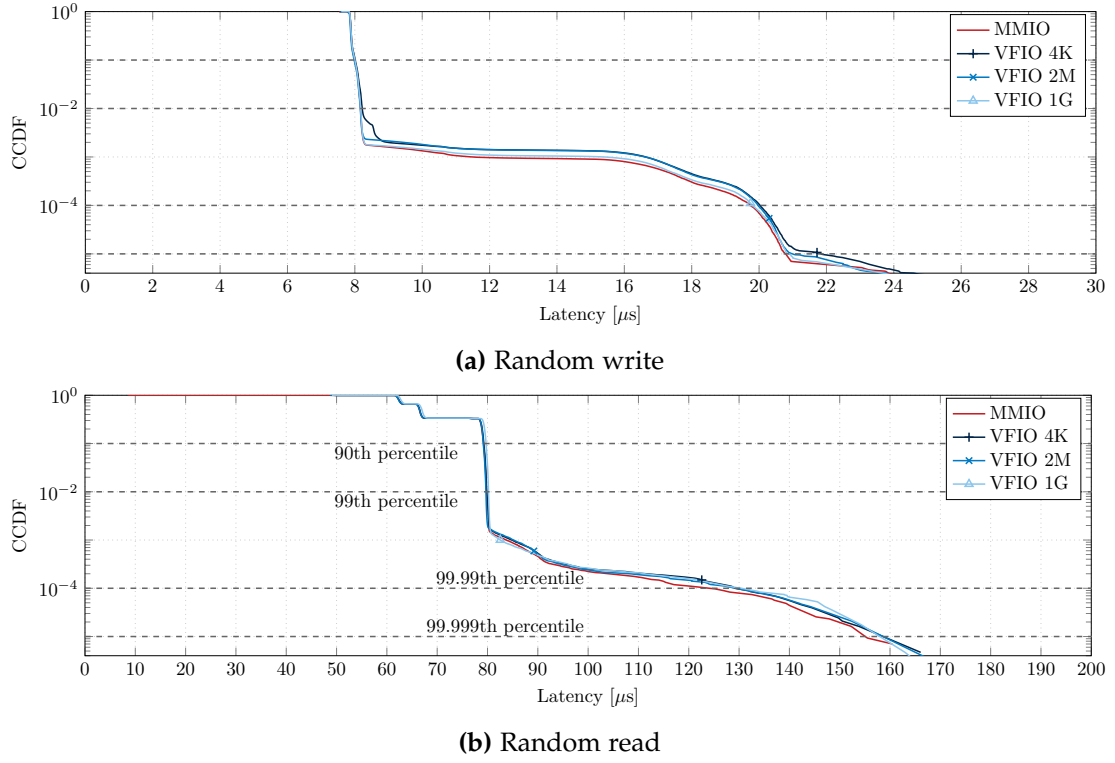 10^0
10^−2
10^−4
CCDF
MMIO
VFIO 4K
VFIO 2M
VFIO 1G
0 2 4 6 8 10 12 14 16 18 20 22 24 26 28 30
Latency [μs]
(a) Random write
10^0
10^−2
10^−4
CCDF
MMIO
VFIO 4K
VFIO 2M
VFIO 1G
90th percentile
99th percentile
99.99th percentile
99.999th percentile
0 10 20 30 40 50 60 70 80 90 100 110 120 130 140 150 160 170 180 190 200
Latency [μs]
(b) Random read